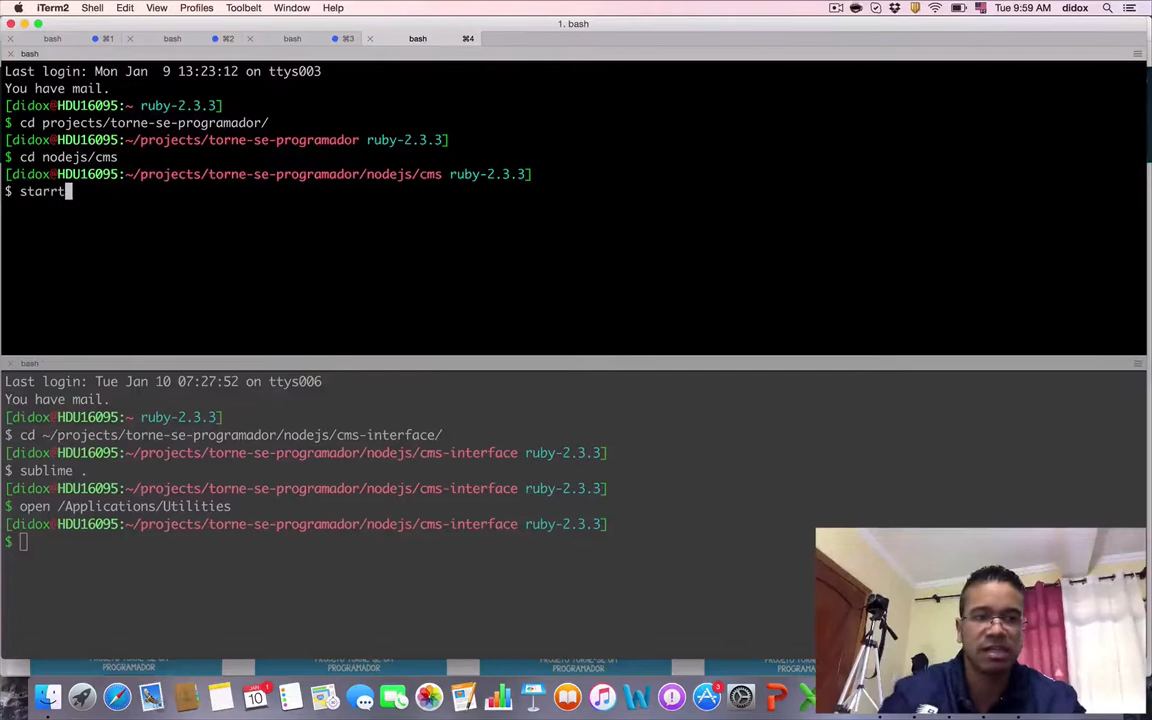 iTerm2 Shell Edit View Profiles Toolbelt Window Help Tue 9:59 AM didox
1. bash
bash ⌘1 bash ⌘2 bash ⌘3 bash ⌘4
bash
Last login: Mon Jan  9 13:23:12 on ttys003
You have mail.
[didox@HDU16095:~ ruby-2.3.3]
$ cd projects/torne-se-programador/
[didox@HDU16095:~/projects/torne-se-programador ruby-2.3.3]
$ cd nodejs/cms
[didox@HDU16095:~/projects/torne-se-programador/nodejs/cms ruby-2.3.3]
$ starrt
bash
Last login: Tue Jan 10 07:27:52 on ttys006
You have mail.
[didox@HDU16095:~ ruby-2.3.3]
$ cd ~/projects/torne-se-programador/nodejs/cms-interface/
[didox@HDU16095:~/projects/torne-se-programador/nodejs/cms-interface ruby-2.3.3]
$ sublime .
[didox@HDU16095:~/projects/torne-se-programador/nodejs/cms-interface ruby-2.3.3]
$ open /Applications/Utilities
[didox@HDU16095:~/projects/torne-se-programador/nodejs/cms-interface ruby-2.3.3]
$
PROGRAMADOR PROGRAMADOR PROGRAMADOR
JAN
10
1
3